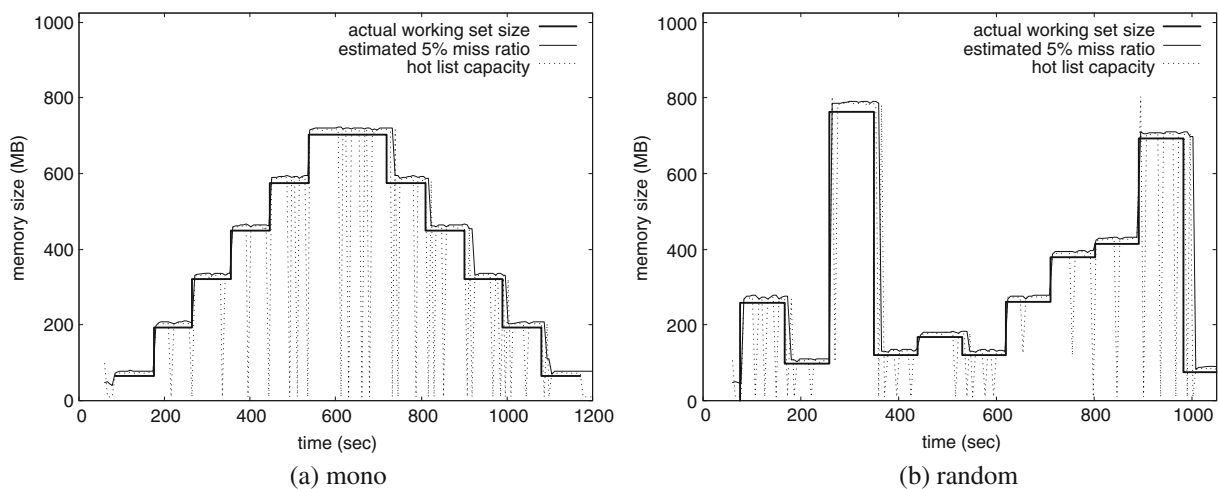 1000
800
600
400
200
0
memory size (MB)
actual working set size
estimated 5% miss ratio
hot list capacity
0 200 400 600 800 1000 1200
time (sec)
(a) mono
1000
800
600
400
200
0
memory size (MB)
actual working set size
estimated 5% miss ratio
hot list capacity
0 200 400 600 800 1000
time (sec)
(b) random